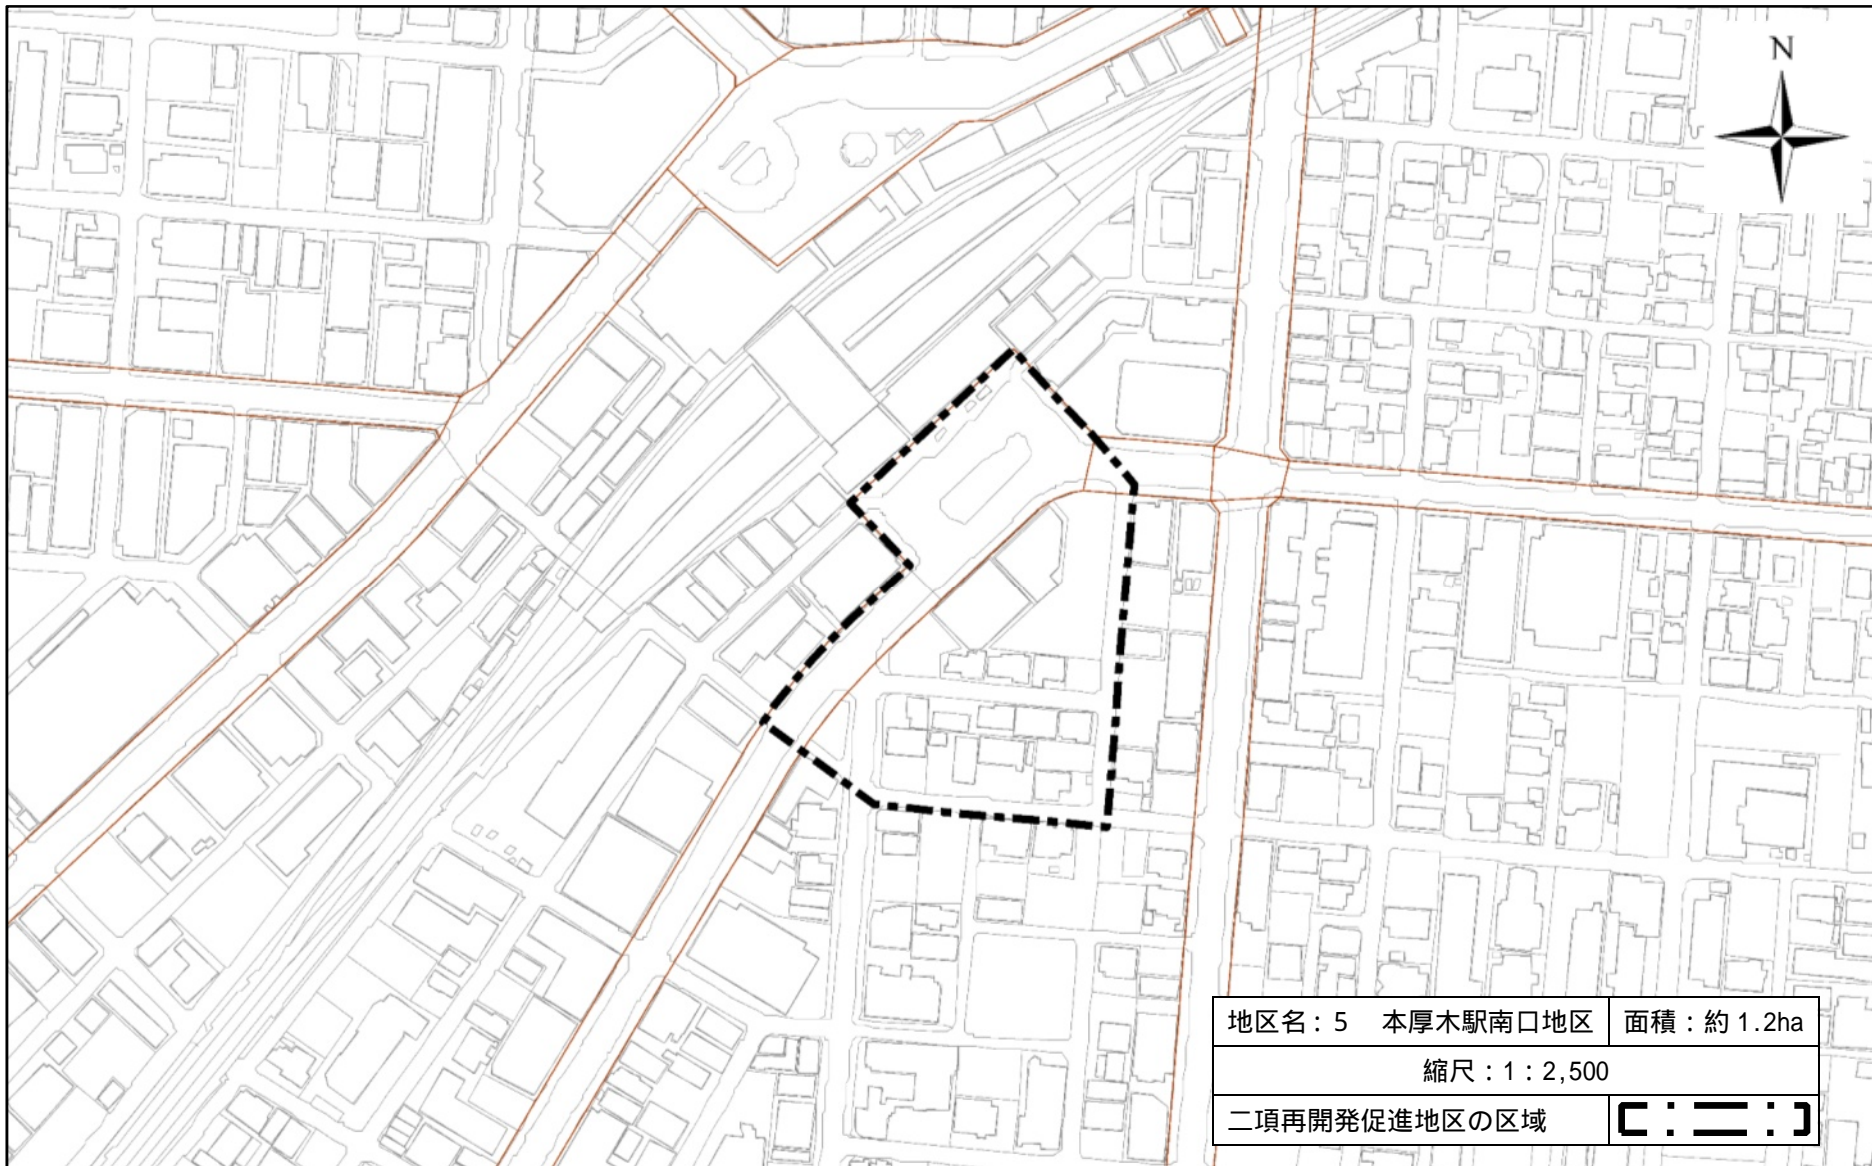 N
地区名：5　本厚木駅南口地区
面積：約 1.2ha
縮尺：1：2,500
二項再開発促進地区の区域